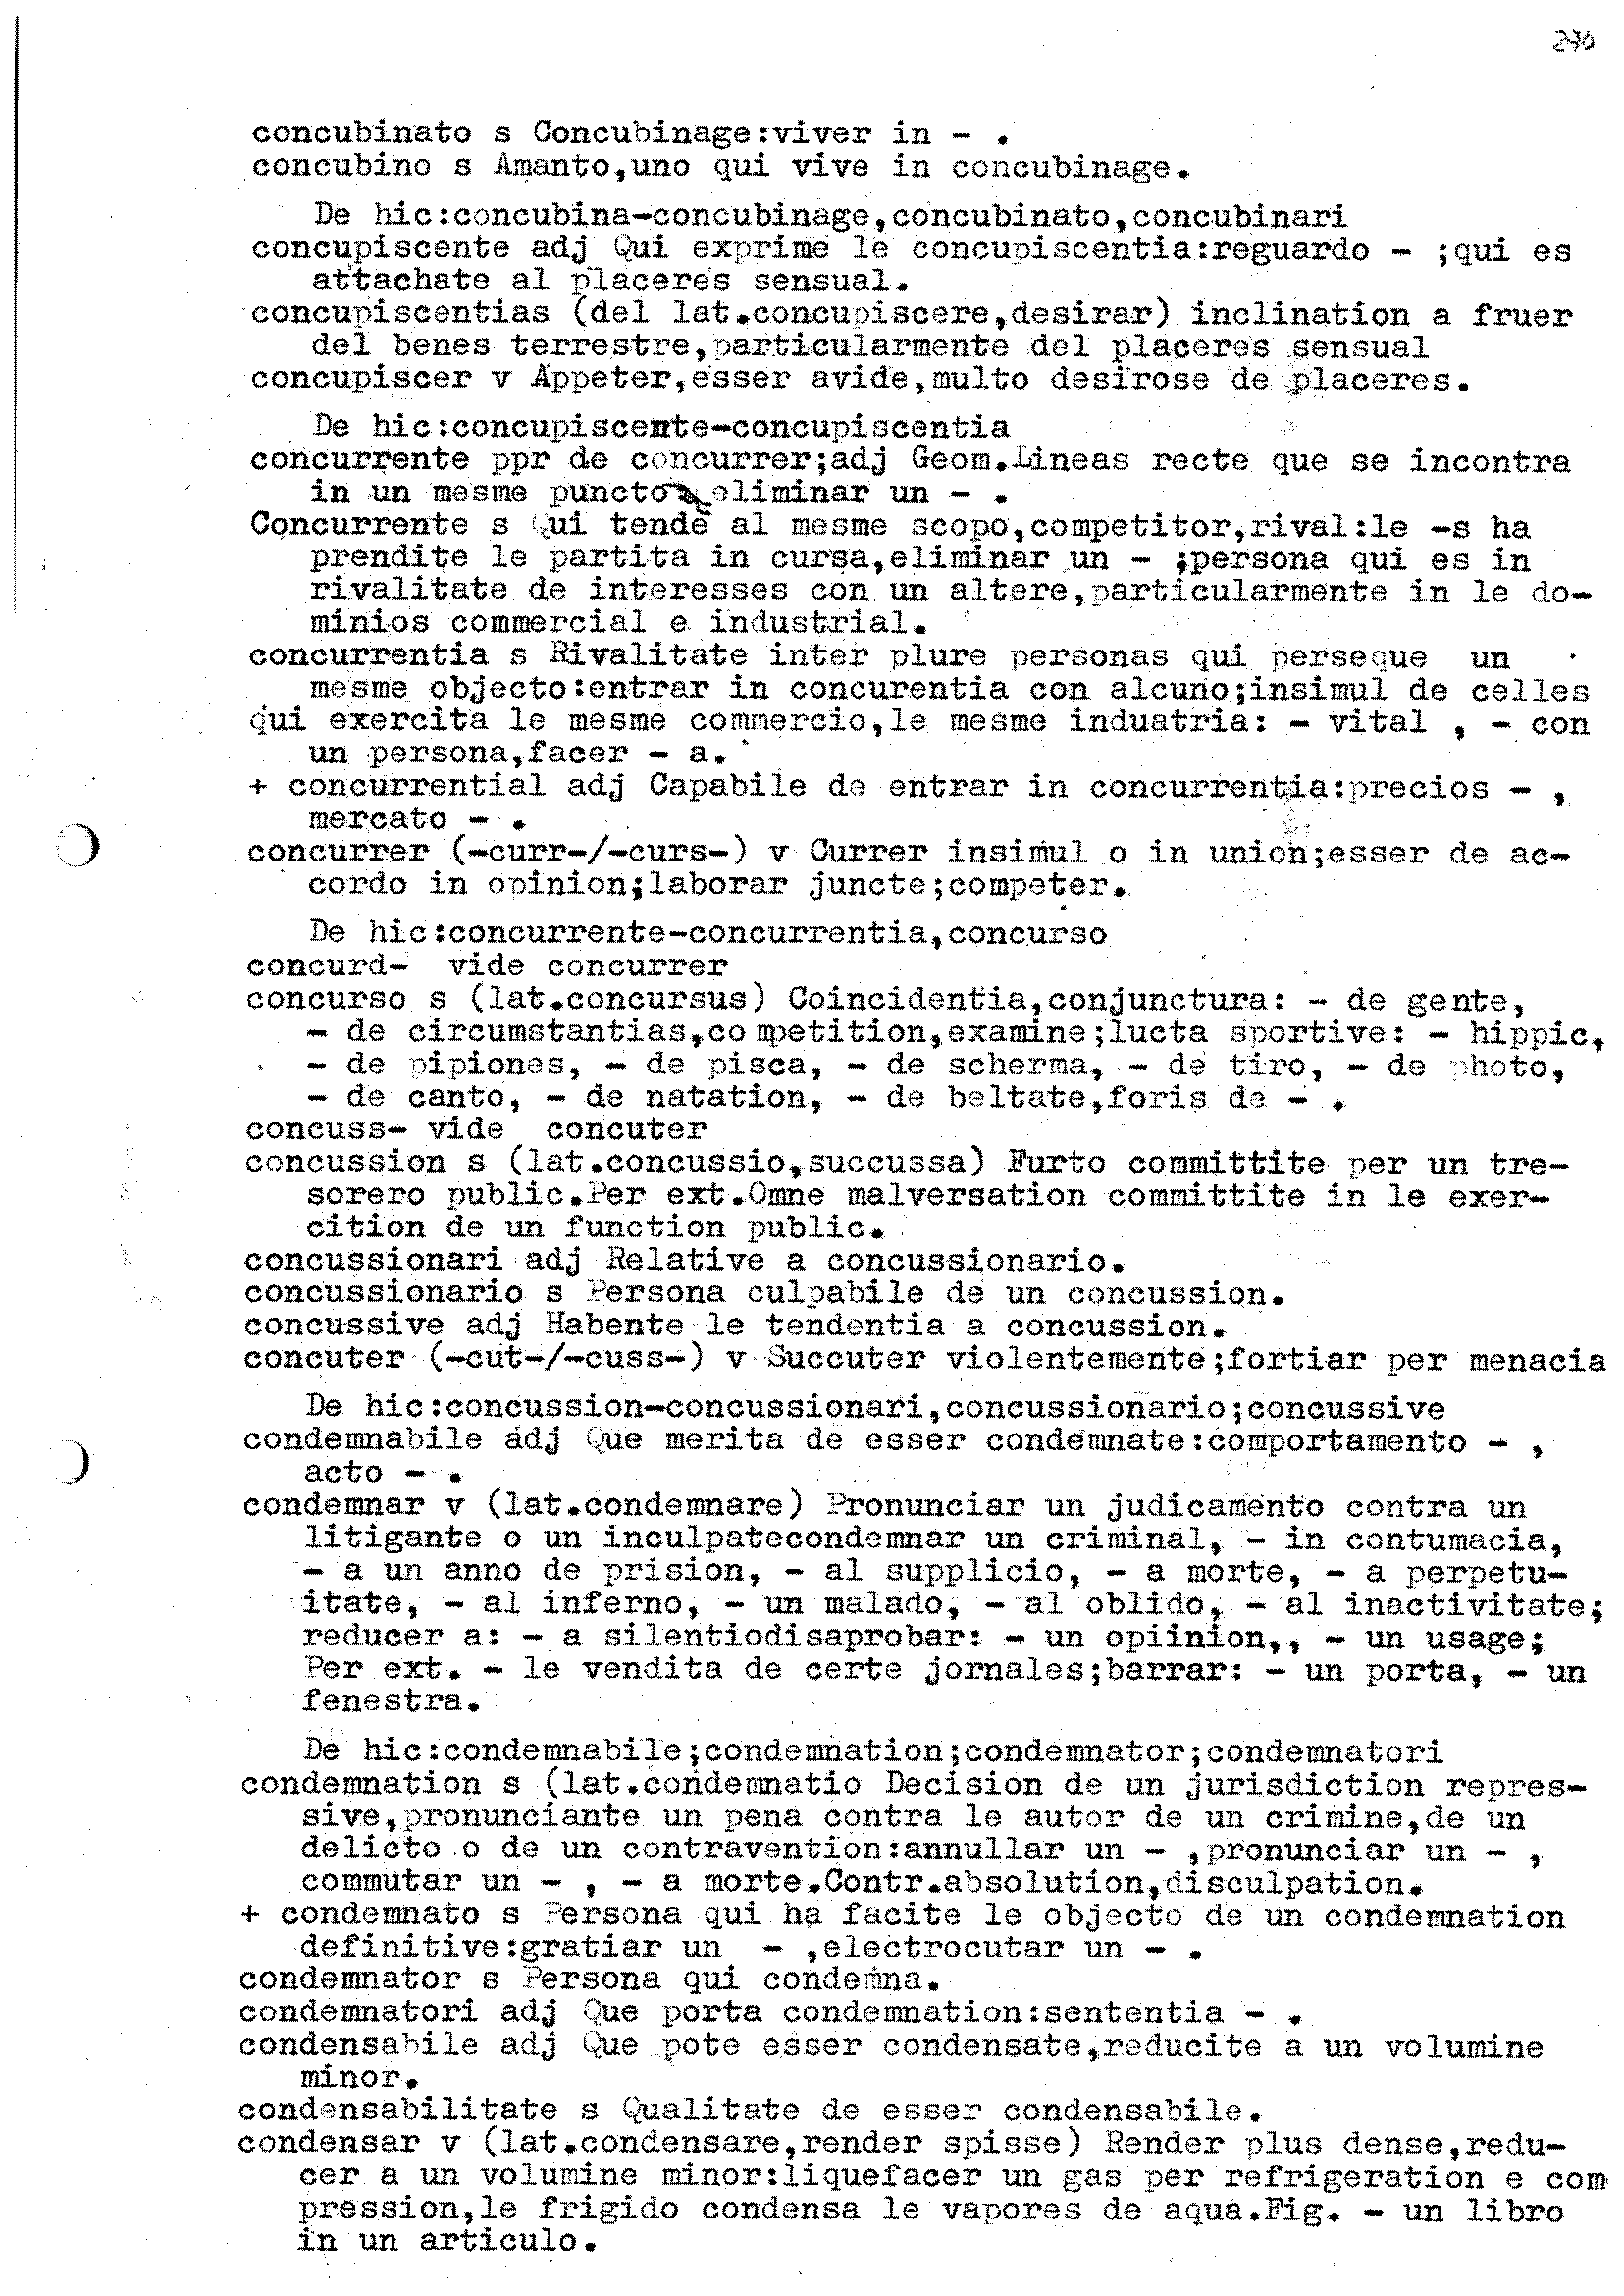 270
concubinato s Concubinage:viver in - .
concubino s Amanto,uno qui vive in concubinage.
De hic:concubina-concubinage,concubinato,concubinari
concupiscente adj Qui exprime le concupiscentia:reguardo - ;qui es
attachate al placeres sensual.
concupiscentias (del lat.concupiscere,desirar) inclination a fruer
del benes terrestre,particularmente del placeres sensual
concupiscer v Appeter,esser avide,multo desirose de placeres.
De hic:concupiscente-concupiscentia
concurrente ppr de concurrer;adj Geom.Lineas recte que se incontra
in un mesme puncto eliminar un - .
Concurrente s Qui tende al mesme scopo,competitor,rival:le -s ha
prendite le partita in cursa,eliminar un - ;persona qui es in
rivalitate de interesses con un altere,particularmente in le do-
minios commercial e industrial.
concurrentia s Rivalitate inter plure personas qui perseque un
mesme objecto:entrar in concurentia con alcuno;insimul de celles
qui exercita le mesme commercio,le mesme induatria: - vital , - con
un persona,facer - a.
+ concurrential adj Capabile de entrar in concurrentia:precios - ,
mercato - .
concurrer (-curr-/-curs-) v Currer insimul o in union;esser de ac-
cordo in opinion;laborar juncte;competer.
De hic:concurrente-concurrentia,concurso
concurd- vide concurrer
concurso s (lat.concursus) Coincidentia,conjunctura: - de gente,
- de circumstantias,co mpetition,examine;lucta sportive: - hippic,
- de pipiones, - de pisca, - de scherma, - de tiro, - de photo,
- de canto, - de natation, - de beltate,foris de - .
concuss- vide concuter
concussion s (lat.concussio,succussa) Furto committite per un tre-
sorero public.Per ext.Omne malversation committite in le exer-
cition de un function public.
concussionari adj Relative a concussionario.
concussionario s Persona culpabile de un concussion.
concussive adj Habente le tendentia a concussion.
concuter (-cut-/-cuss-) v Succuter violentemente;fortiar per menacia
De hic:concussion-concussionari,concussionario;concussive
condemnabile adj Que merita de esser condemnate:comportamento - ,
acto - .
condemnar v (lat.condemnare) Pronunciar un judicamento contra un
litigante o un inculpatecondemnar un criminal, - in contumacia,
- a un anno de prision, - al supplicio, - a morte, - a perpetu-
itate, - al inferno, - un malado, - al oblido, - al inactivitate;
reducer a: - a silentiodisaprobar: - un opiinion,, - un usage;
Per ext. - le vendita de certe jornales;barrar: - un porta, - un
fenestra.
De hic:condemnabile;condemnation;condemnator;condemnatori
condemnation s (lat.condemnatio Decision de un jurisdiction repres-
sive,pronunciante un pena contra le autor de un crimine,de un
delicto o de un contravention:annullar un - ,pronunciar un - ,
commutar un - , - a morte.Contr.absolution,disculpation.
+ condemnato s Persona qui ha facite le objecto de un condemnation
definitive:gratiar un - ,electrocutar un - .
condemnator s Persona qui condemna.
condemnatori adj Que porta condemnation:sententia - .
condensabile adj Que pote esser condensate,reducite a un volumine
minor.
condensabilitate s Qualitate de esser condensabile.
condensar v (lat.condensare,render spisse) Render plus dense,redu-
cer a un volumine minor:liquefacer un gas per refrigeration e com
pression,le frigido condensa le vapores de aqua.Fig. - un libro
in un articulo.